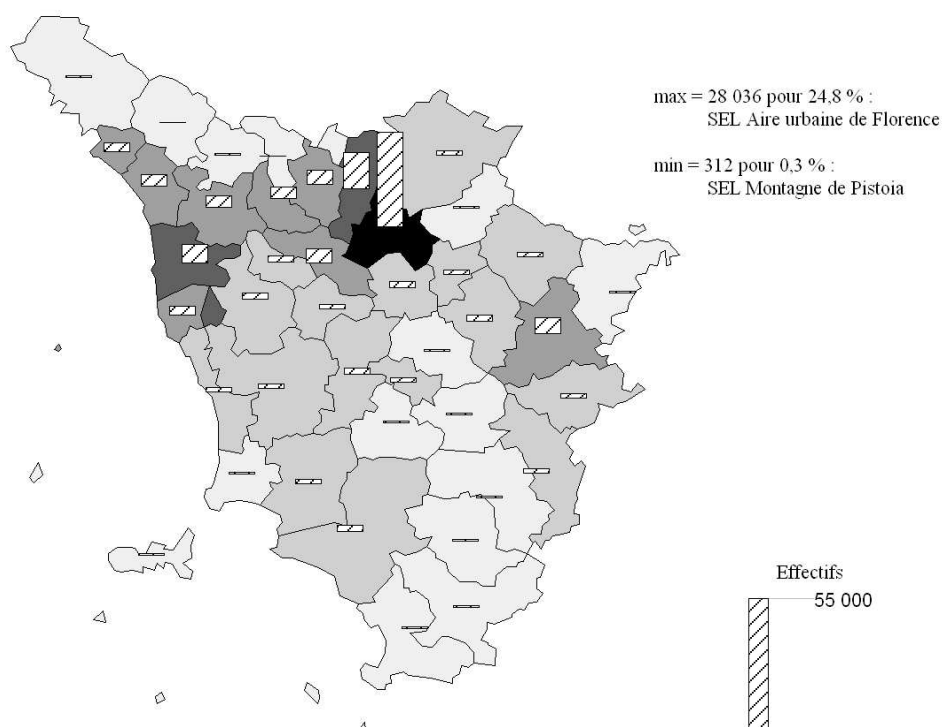 max = 28 036 pour 24,8 % :
SEL Aire urbaine de Florence
min = 312 pour 0,3 % :
SEL Montagne de Pistoia
Effectifs
55 000